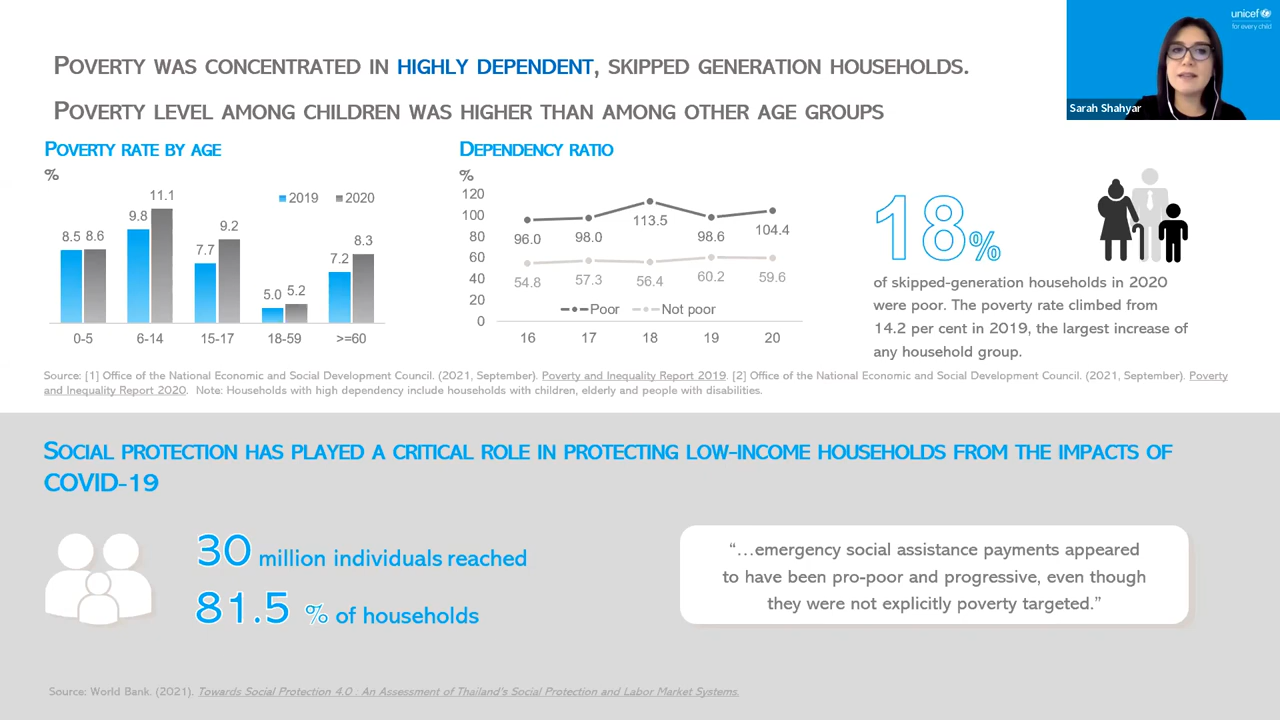 unicef
for every child
Sarah Shahyar
POVERTY WAS CONCENTRATED IN HIGHLY DEPENDENT, SKIPPED GENERATION HOUSEHOLDS.
POVERTY LEVEL AMONG CHILDREN WAS HIGHER THAN AMONG OTHER AGE GROUPS
POVERTY RATE BY AGE
%
2019 2020
8.5 8.6 9.8 11.1 7.7 9.2 5.0 5.2 7.2 8.3
0-5 6-14 15-17 18-59 >=60
DEPENDENCY RATIO
%
120
100
80
60
40
20
0
96.0 98.0 113.5 98.6 104.4
54.8 57.3 56.4 60.2 59.6
Poor Not poor
16 17 18 19 20
18%
of skipped-generation households in 2020
were poor. The poverty rate climbed from
14.2 per cent in 2019, the largest increase of
any household group.
Source: [1] Office of the National Economic and Social Development Council. (2021, September). Poverty and Inequality Report 2019. [2] Office of the National Economic and Social Development Council. (2021, September). Poverty
and Inequality Report 2020. Note: Households with high dependency include households with children, elderly and people with disabilities.
SOCIAL PROTECTION HAS PLAYED A CRITICAL ROLE IN PROTECTING LOW-INCOME HOUSEHOLDS FROM THE IMPACTS OF
COVID-19
30 million individuals reached
81.5 % of households
“…emergency social assistance payments appeared
to have been pro-poor and progressive, even though
they were not explicitly poverty targeted.”
Source: World Bank. (2021). Towards Social Protection 4.0 . An Assessment of Thailand's Social Protection and Labor Market Systems.